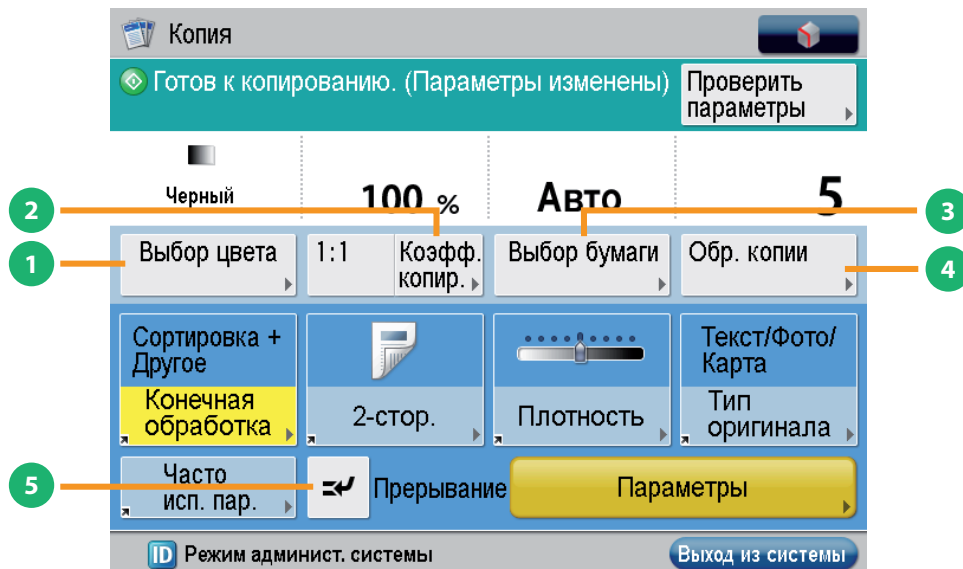 Копия
Готов к копированию. (Параметры изменены)
Проверить
параметры
Черный
100 %
Авто
5
2
3
1
4
Выбор цвета
1:1
Коэфф.
копир.
Выбор бумаги
Обр. копии
Сортировка +
Другое
Конечная
обработка
2-стор.
Плотность
Текст/Фото/
Карта
Тип
оригинала
5
Часто
исп. пар.
Прерывание
Параметры
ID
Режим админист. системы
Выход из системы